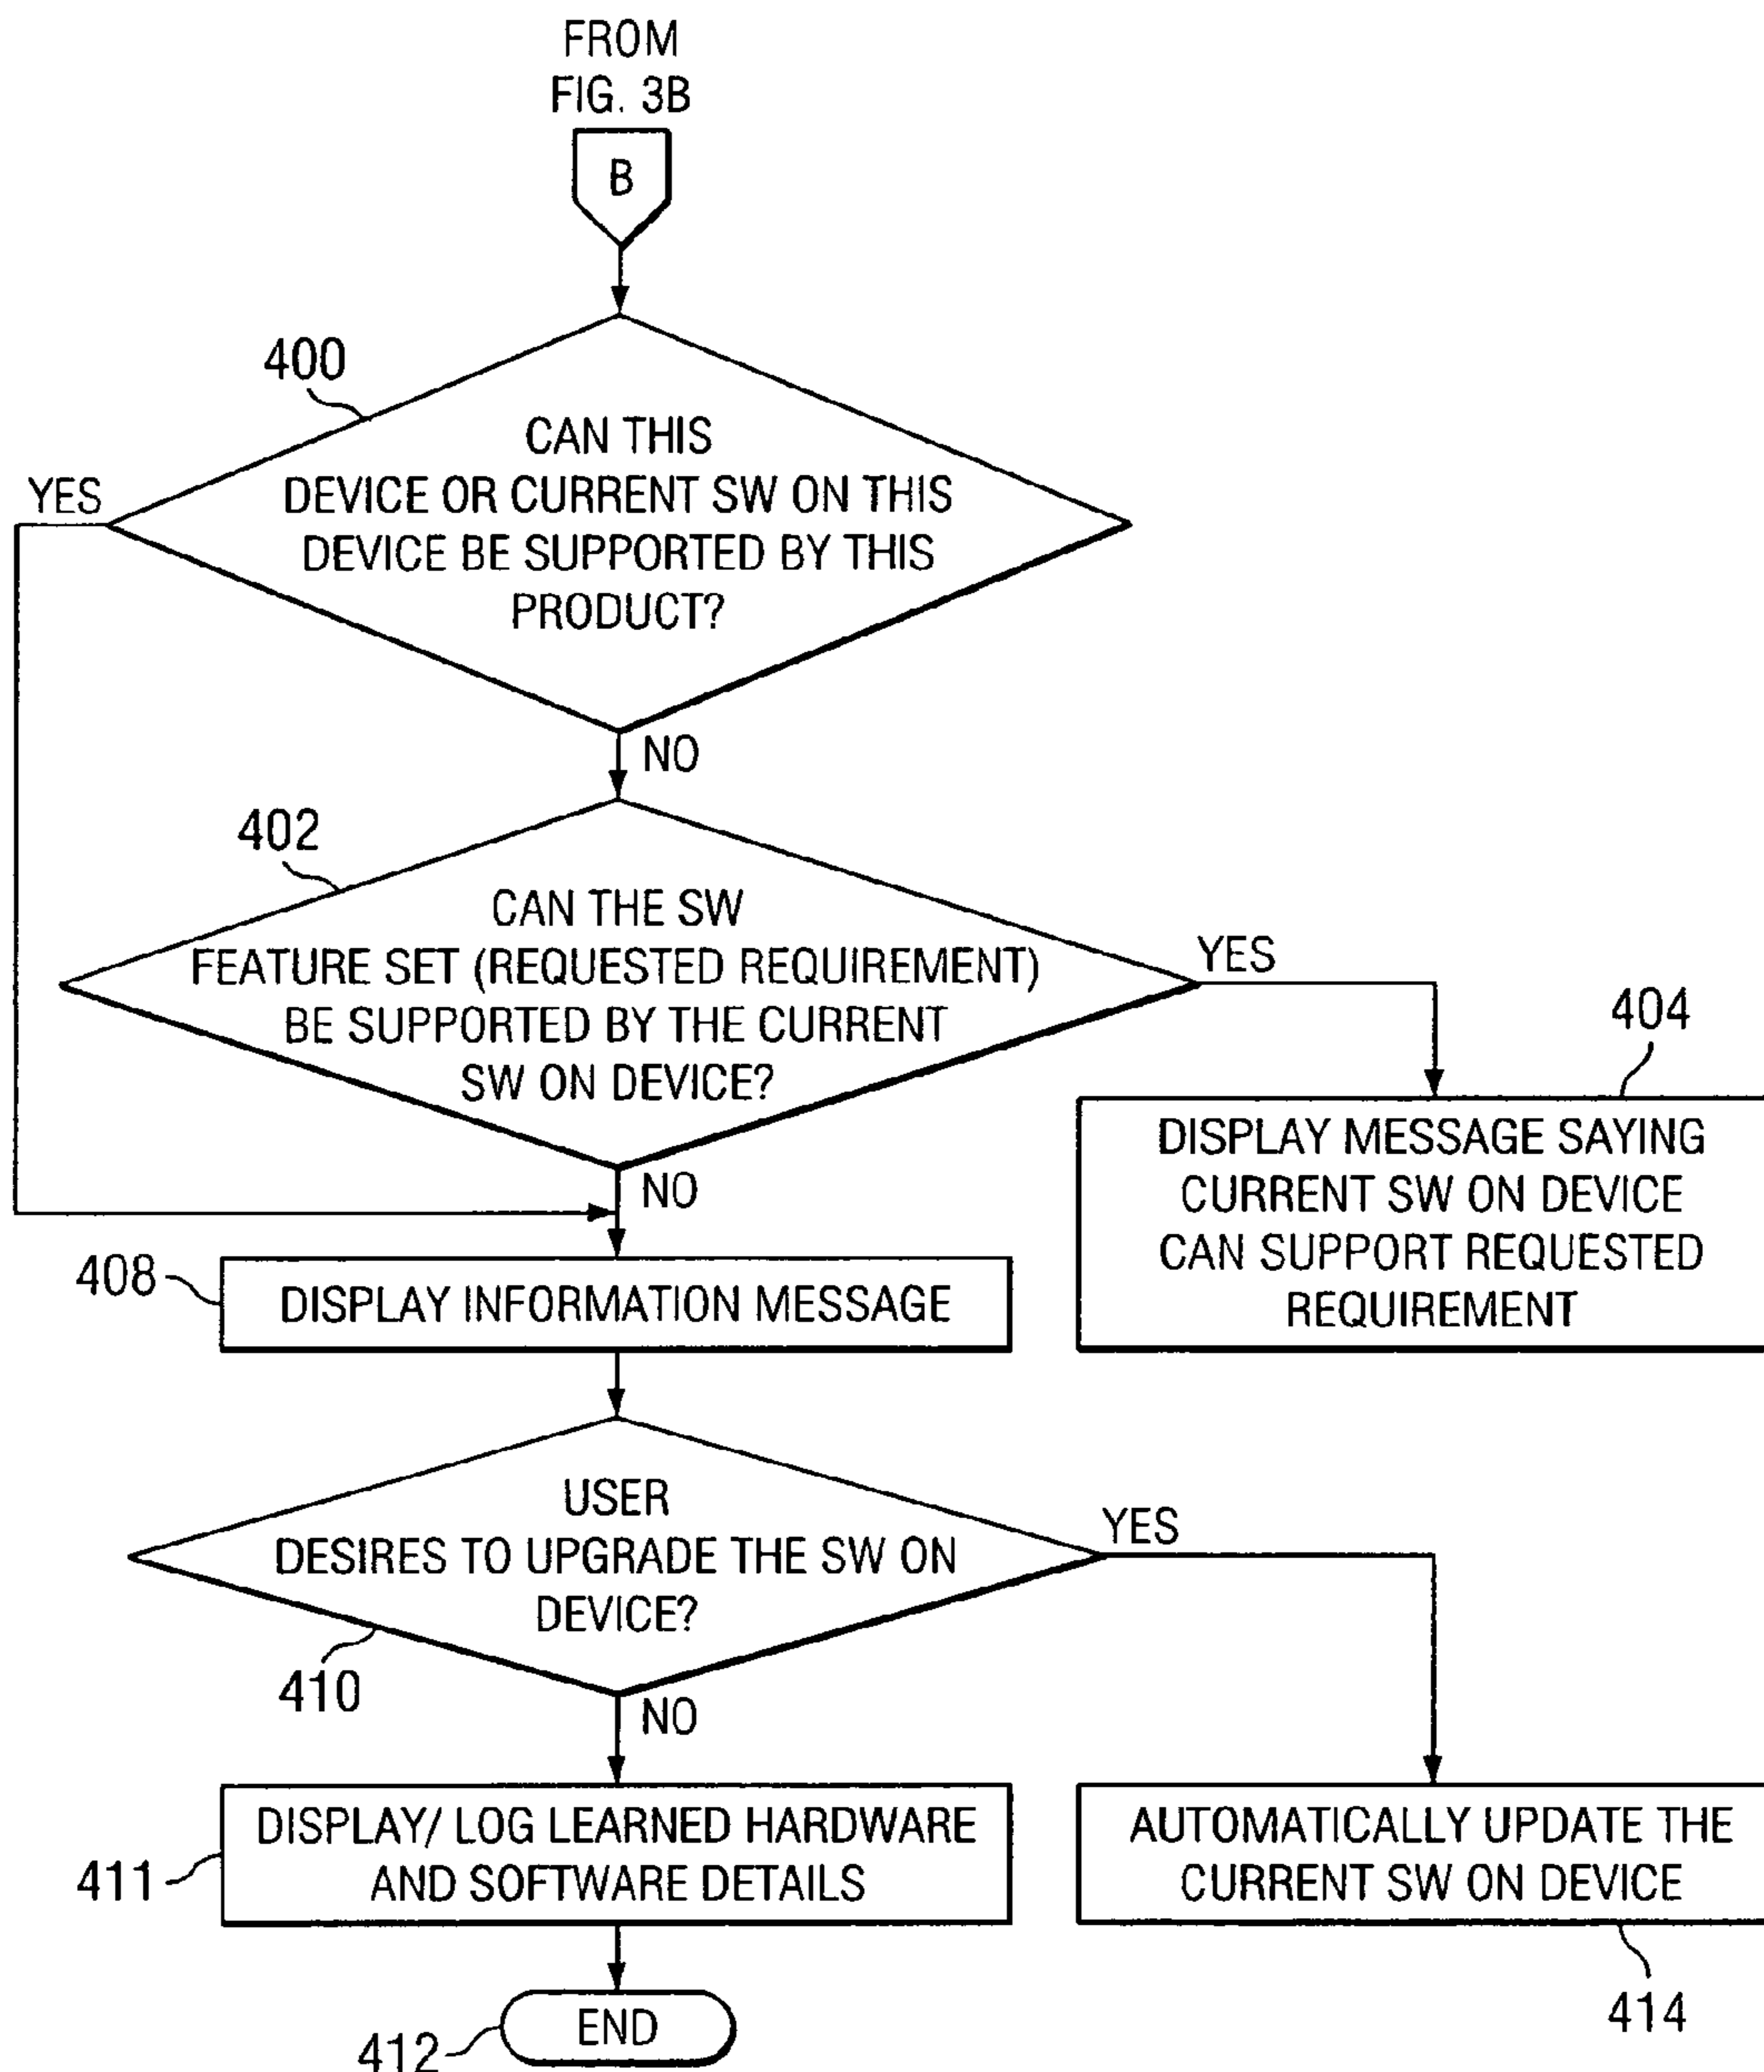 FROM
FIG. 3B
B
400
CAN THIS
DEVICE OR CURRENT SW ON THIS
DEVICE BE SUPPORTED BY THIS
PRODUCT?
YES
NO
402
CAN THE SW
FEATURE SET (REQUESTED REQUIREMENT)
BE SUPPORTED BY THE CURRENT
SW ON DEVICE?
YES
NO
404
DISPLAY MESSAGE SAYING
CURRENT SW ON DEVICE
CAN SUPPORT REQUESTED
REQUIREMENT
408
DISPLAY INFORMATION MESSAGE
USER
DESIRES TO UPGRADE THE SW ON
DEVICE?
YES
410
NO
DISPLAY/ LOG LEARNED HARDWARE
AND SOFTWARE DETAILS
411
AUTOMATICALLY UPDATE THE
CURRENT SW ON DEVICE
414
END
412